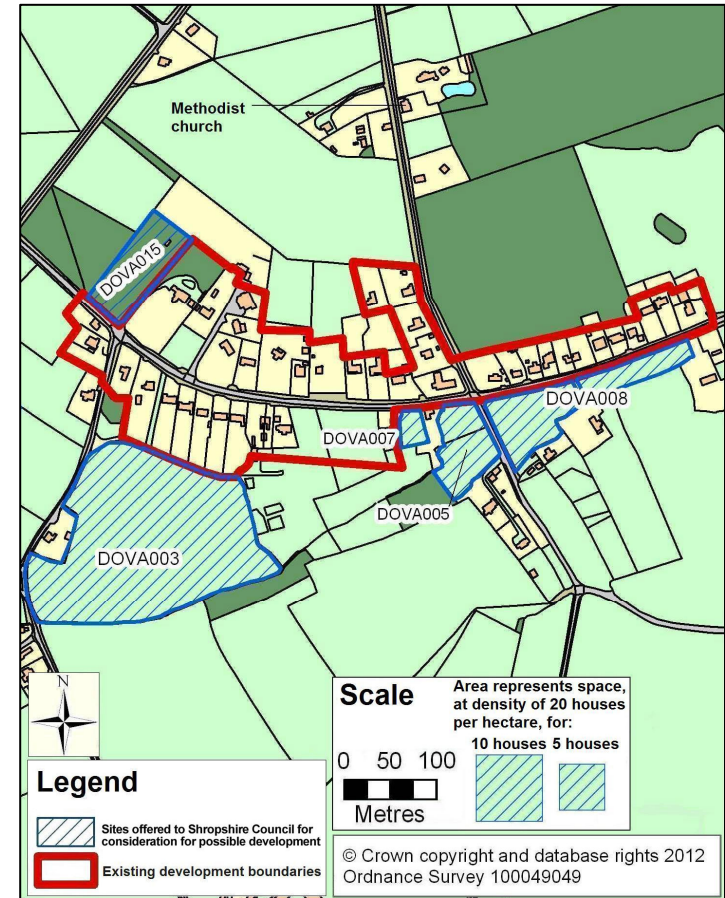 Methodist
church
DOVA015
DOVA008
DOVA007
DOVA005
DOVA003
N
Scale
Area represents space,
at density of 20 houses
per hectare, for:
10 houses 5 houses
0 50 100
Metres
Legend
Sites offered to Shropshire Council for
consideration for possible development
Existing development boundaries
© Crown copyright and database rights 2012
Ordnance Survey 100049049